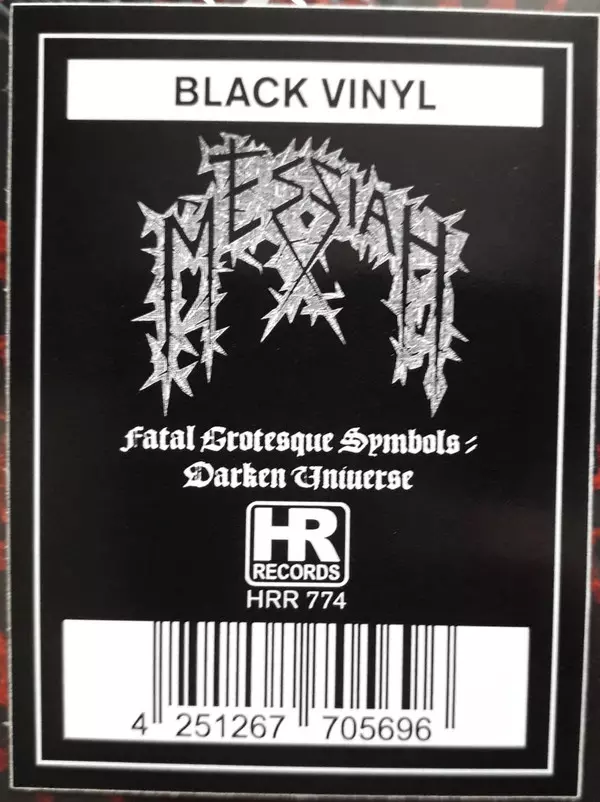 BLACK VINYL
MESSIAH
Fatal Grotesque Symbols -
Darken Universe
HR
RECORDS
HRR 774
4 251267 705696